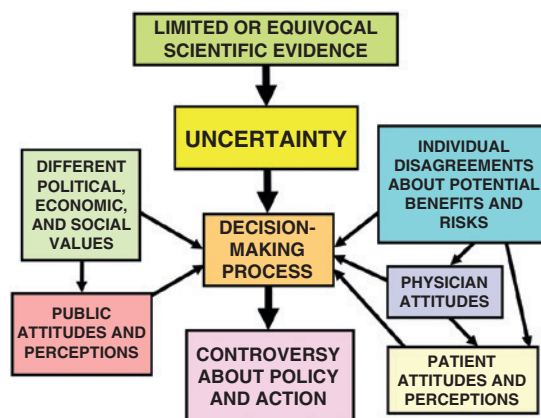 LIMITED OR EQUIVOCAL
SCIENTIFIC EVIDENCE
UNCERTAINTY
DIFFERENT
POLITICAL,
ECONOMIC,
AND SOCIAL
VALUES
INDIVIDUAL
DISAGREEMENTS
ABOUT POTENTIAL
BENEFITS AND
RISKS
DECISION-
MAKING
PROCESS
PHYSICIAN
ATTITUDES
PUBLIC
ATTITUDES AND
PERCEPTIONS
CONTROVERSY
ABOUT POLICY
AND ACTION
PATIENT
ATTITUDES AND
PERCEPTIONS